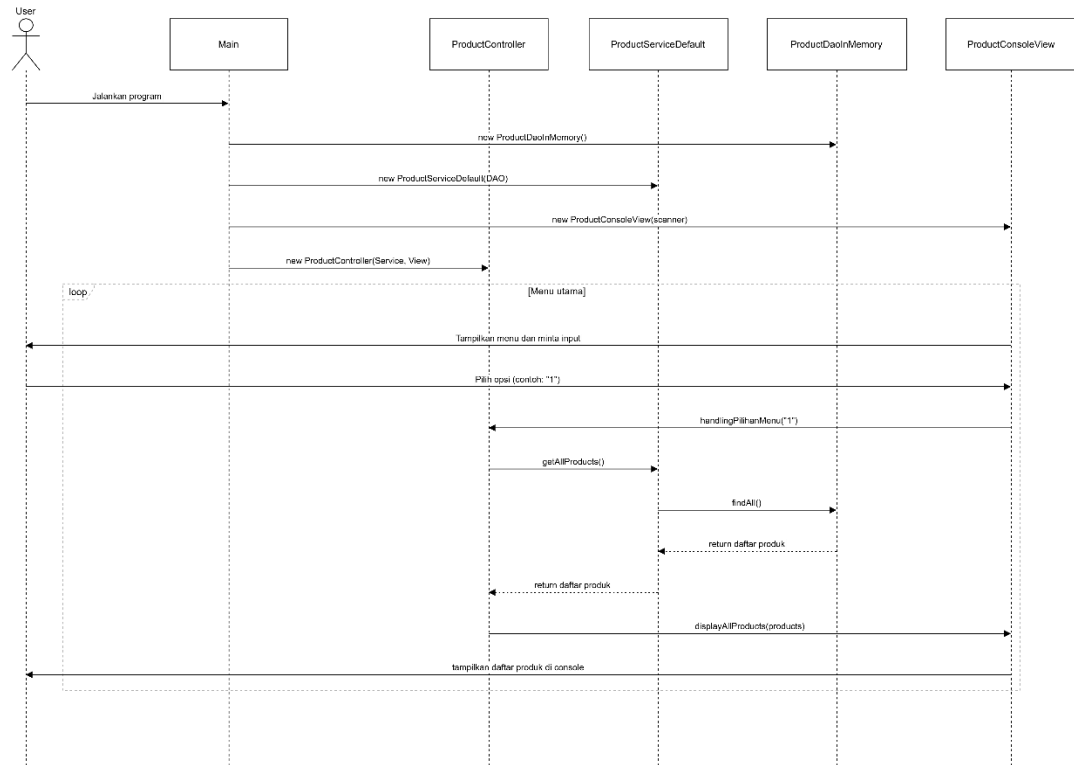 User
Main
ProductController
ProductServiceDefault
ProductDaoInMemory
ProductConsoleView
Jalankan program
new ProductDaoInMemory()
new ProductServiceDefault(DAO)
new ProductConsoleView(scanner)
new ProductController(Service, View)
loop
[Menu utama]
Tampilkan menu dan minta input
Pilih opsi (contoh: "1")
handlingPilihanMenu("1")
getAllProducts()
findAll()
return daftar produk
return daftar produk
displayAllProducts(products)
tampilkan daftar produk di console